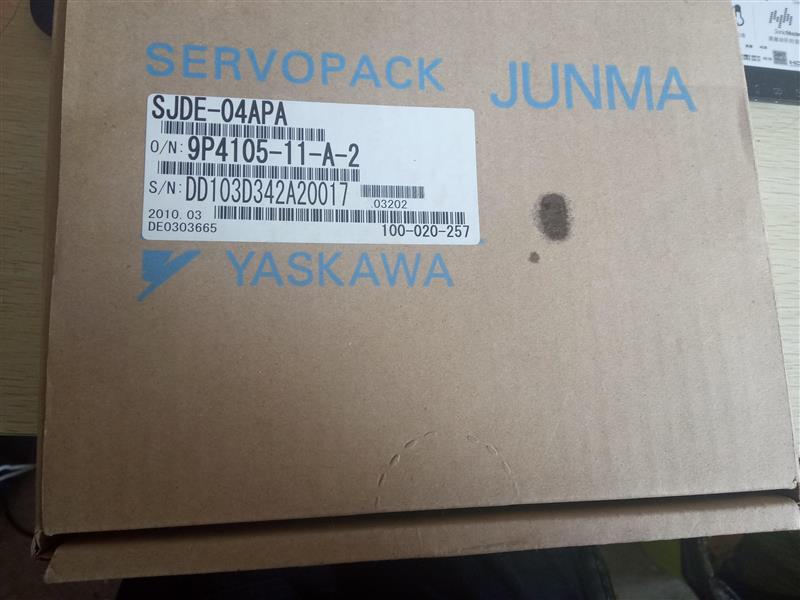 SERVOPACK JUNMA
SJDE-04APA
O/N: 9P4105-11-A-2
S/N: DD103D342A20017
.03202
2010.03
DE0303665
100-020-257
YASKAWA